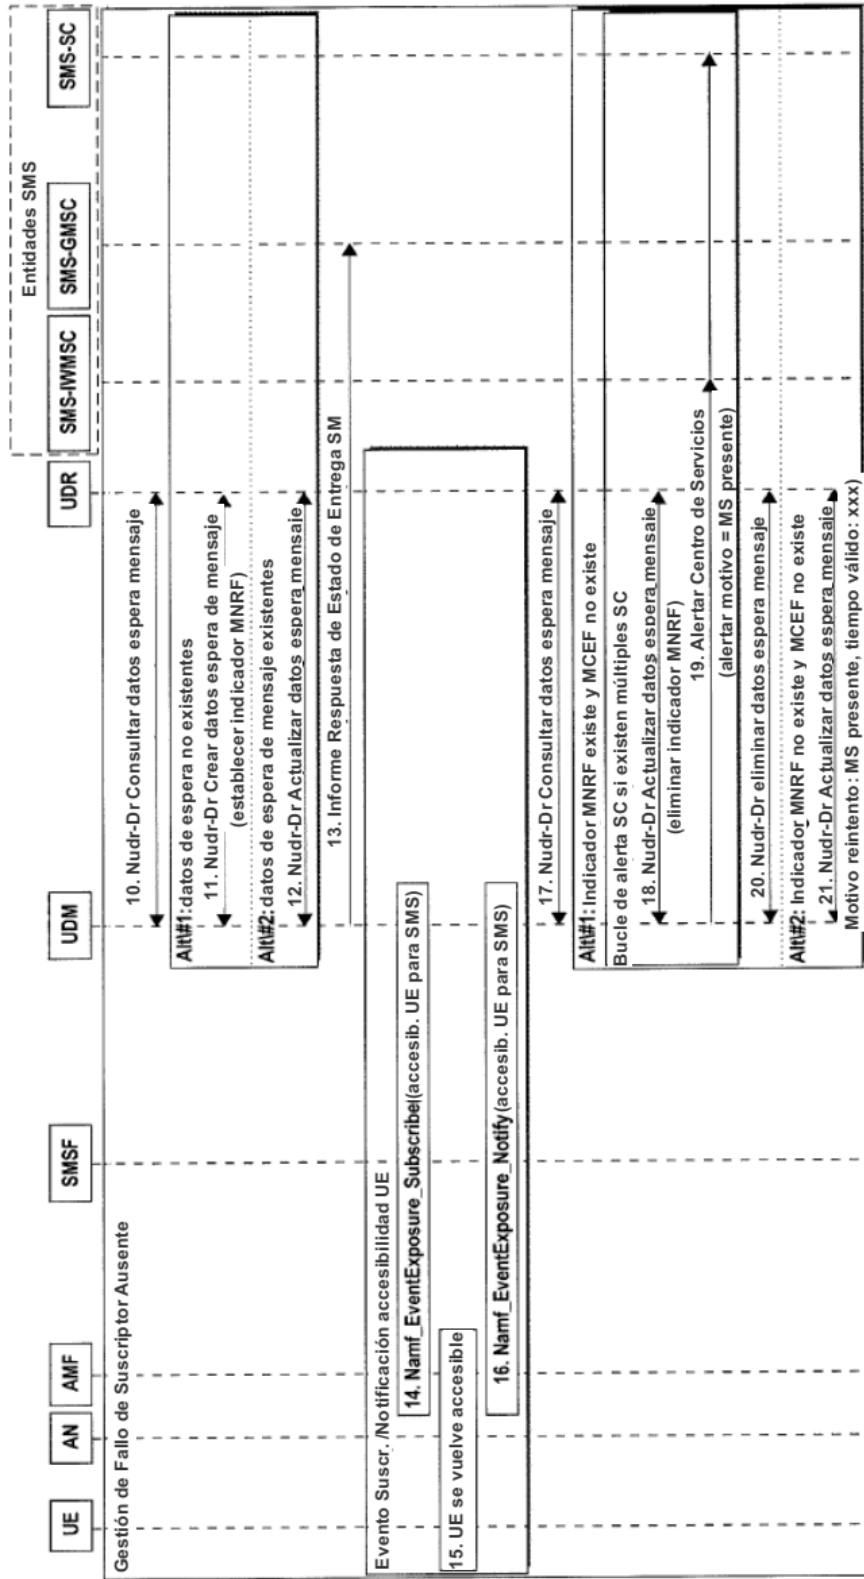 Entidades SMS
UE
AN
AMF
SMSF
UDM
UDR
SMS-IWMSC
SMS-GMSC
SMS-SC
Gestión de Fallo de Suscriptor Ausente
10. Nudr-Dr Consultar datos espera mensaje
Alt\#1: datos de espera no existentes
11. Nudr-Dr Crear datos espera de mensaje
(establecer indicador MNRF)
Alt\#2: datos de espera de mensaje existentes
12. Nudr-Dr Actualizar datos espera mensaje
13. Informe Respuesta de Estado de Entrega SM
Evento Suscr. /Notificación accesibilidad UE
14. Namf_EventExposure_Subscribe(accesib. UE para SMS)
15. UE se vuelve accesible
16. Namf_EventExposure_Notify(accesib. UE para SMS)
17. Nudr-Dr Consultar datos espera mensaje
Alt\#1: Indicador MNRF existe y MCEF no existe
Bucle de alerta SC si existen múltiples SC
18. Nudr-Dr Actualizar datos espera mensaje
(eliminar indicador MNRF)
19. Alertar Centro de Servicios
(alertar motivo = MS presente)
20. Nudr-Dr eliminar datos espera mensaje
Alt\#2: Indicador MNRF no existe y MCEF no existe
21. Nudr-Dr Actualizar datos espera mensaje
Motivo reintento: MS presente, tiempo válido: xxx)